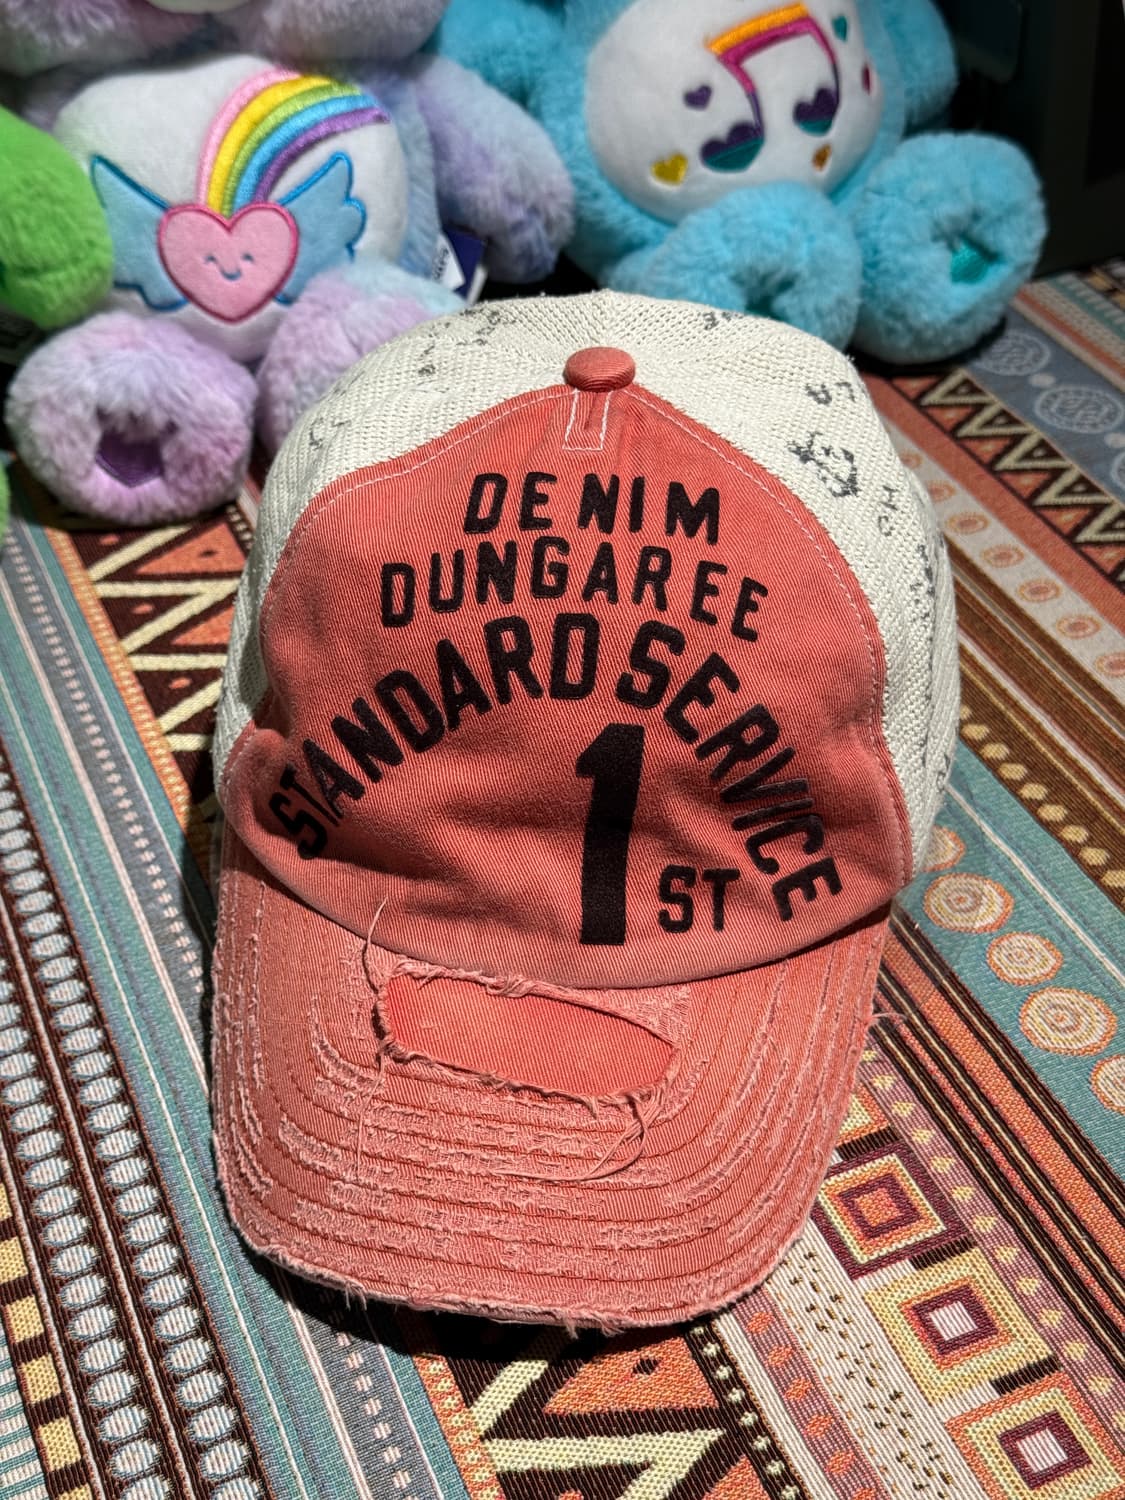 DENIM
DUNGAREE
STANDARD SERVICE
1 ST